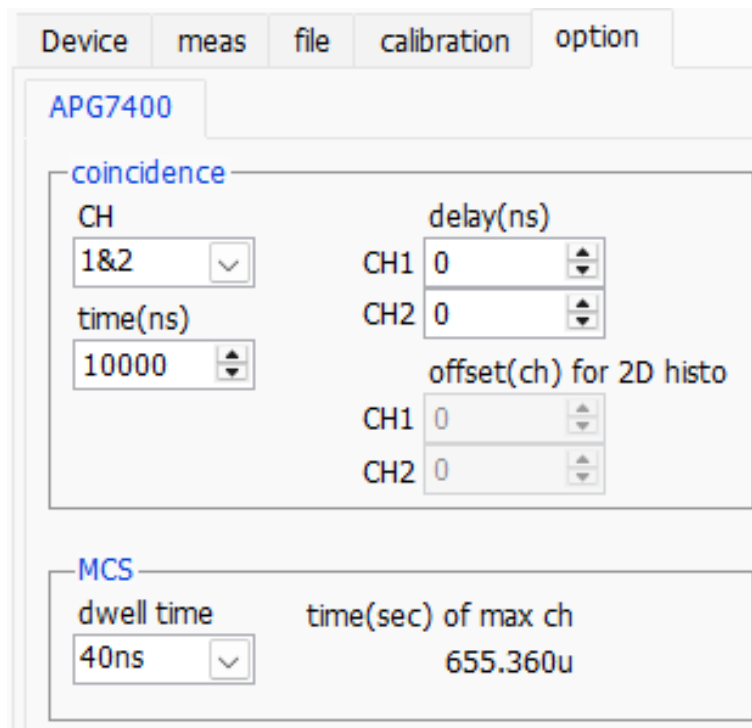 Device meas file calibration option
APG7400
coincidence
CH delay(ns)
1&2 CH1 0
time(ns) CH2 0
10000
offset(ch) for 2D histo
CH1 0
CH2 0
MCS
dwell time time(sec) of max ch
40ns 655.360u